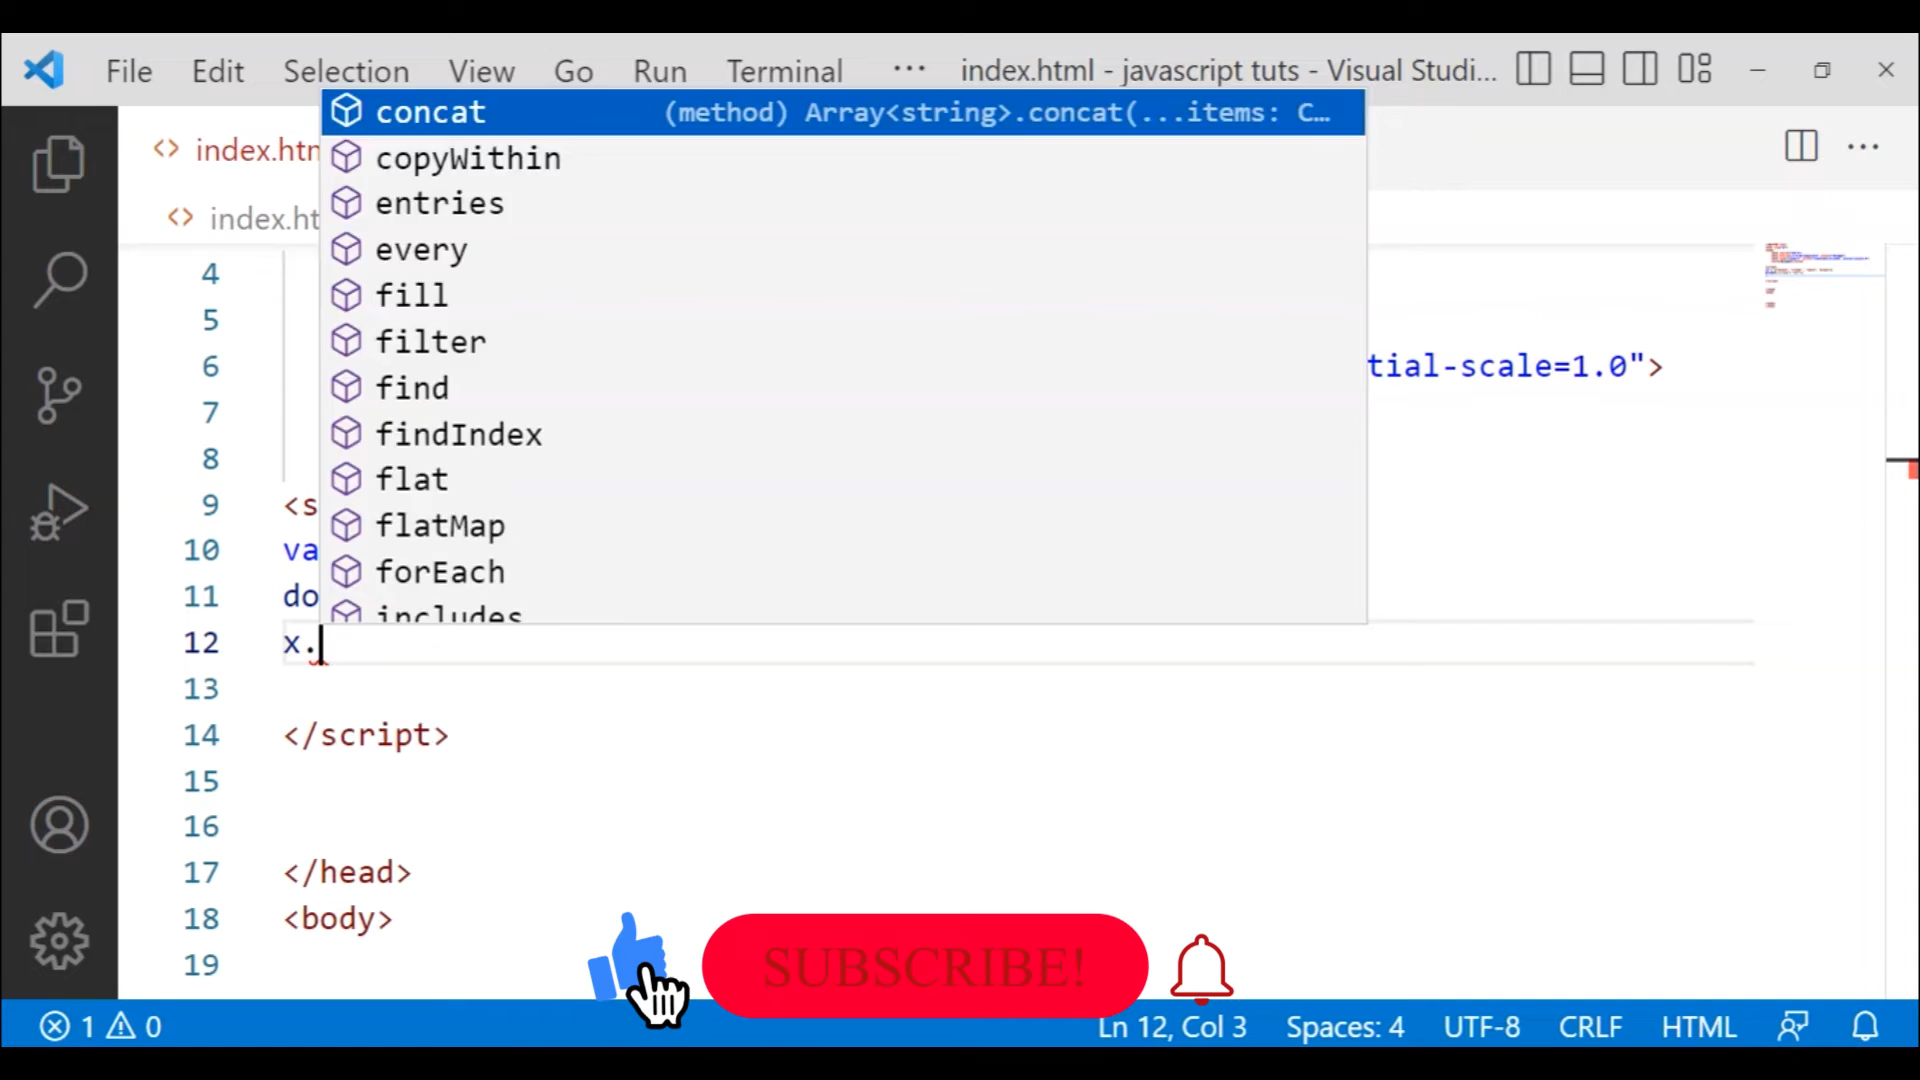 File Edit Selection View Go Run Terminal ··· index.html - javascript tuts - Visual Studi...
concat (method) Array<string>.concat(...items: C…
<> index.htm ···
copyWithin
entries
<> index.ht
every
4
fill
5
filter
6 tial-scale=1.0">
find
7
findIndex
8
flat
9 <s
flatMap
10 va
forEach
11 do
includes
12 x.
13
14 </script>
15
16
17 </head>
18 <body>
19
SUBSCRIBE!
1 0 Ln 12, Col 3 Spaces: 4 UTF-8 CRLF HTML